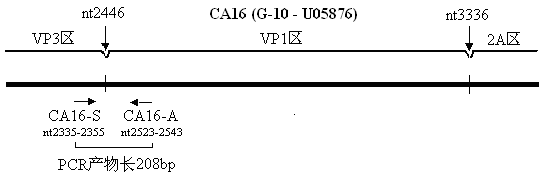 nt2446 CA16 (G-10 - U05876) nt3336
VP3区 VP1区 2A区
CA16-S CA16-A
nt2335-2355 nt2523-2543
PCR产物长208bp